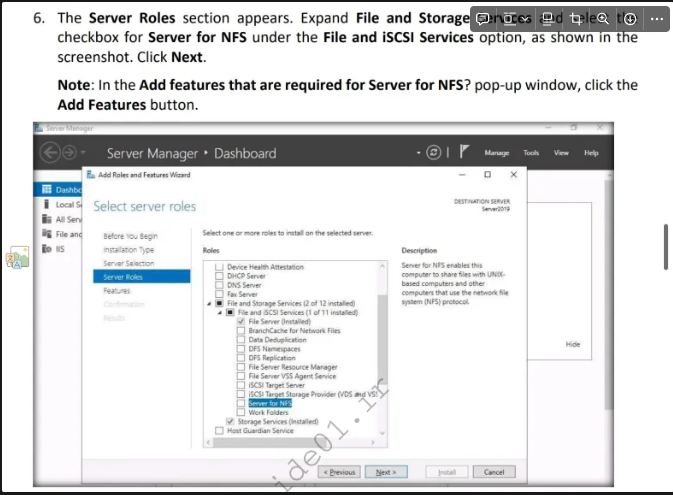 6. The Server Roles section appears. Expand File and Storage
checkbox for Server for NFS under the File and iSCSI Services option, as shown in the
screenshot. Click Next.
Note: In the Add features that are required for Server for NFS? pop-up window, click the
Add Features button.
Server Manager
Server Manager • Dashboard
Manage Tools View Help
Add Roles and Features Wizard
Select server roles
DESTINATION SERVER
Server2019
Dashbo
Local S
All Serv
File and
IIS
Before You Begin
Installation Type
Server Selection
Server Roles
Features
Confirmation
Results
Select one or more roles to install on the selected server.
Roles
Device Health Attestation
DHCP Server
DNS Server
Fax Server
File and Storage Services (2 of 12 installed)
File and iSCSI Services (1 of 11 installed)
File Server (Installed)
BranchCache for Network Files
Data Deduplication
DFS Namespaces
DFS Replication
File Server Resource Manager
File Server VSS Agent Service
iSCSI Target Server
iSCSI Target Storage Provider (VDS and VSS
Server for NFS
Work Folders
Storage Services (Installed)
Host Guardian Service
Description
Server for NFS enables this
computer to share files with UNIX-
based computers and other
computers that use the network file
system (NFS) protocol.
Hide
< Previous Next > Install Cancel
ide01.ir